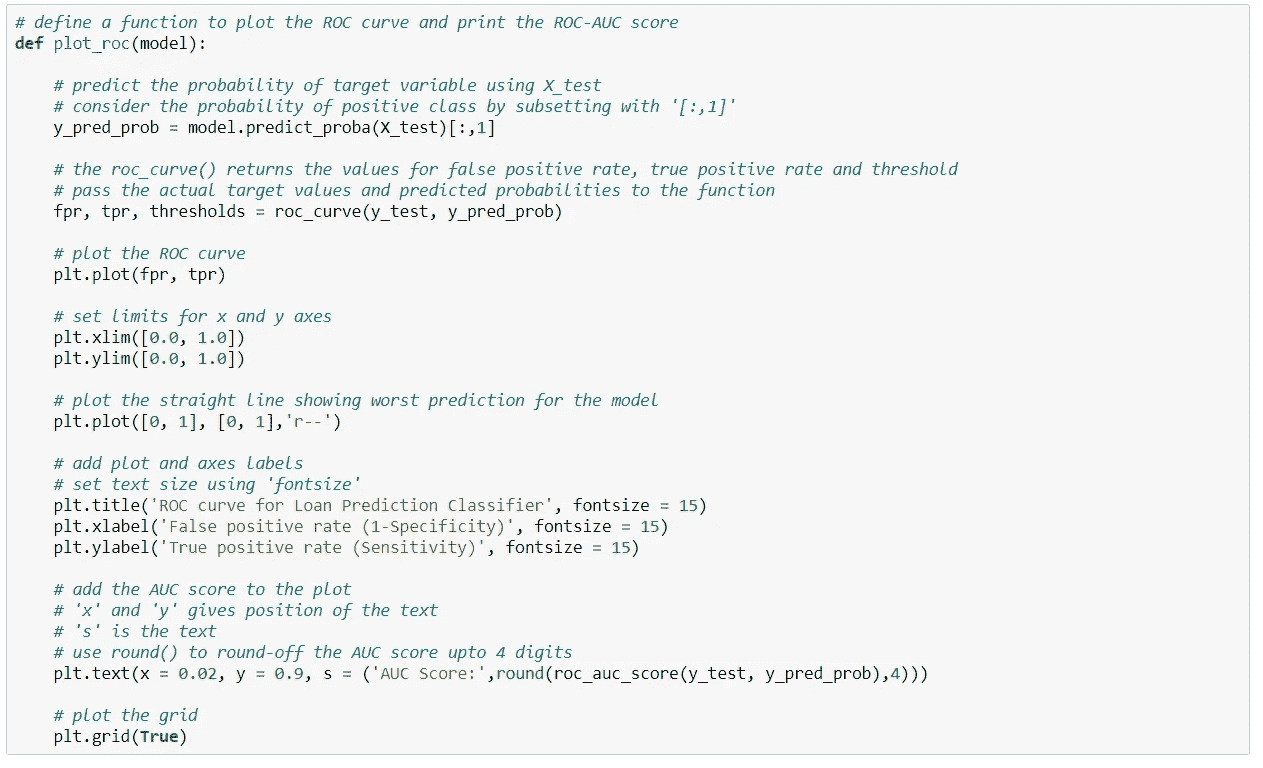 # define a function to plot the ROC curve and print the ROC-AUC score
def plot_roc(model):
# predict the probability of target variable using X_test
# consider the probability of positive class by subsetting with '[:,1]'
y_pred_prob = model.predict_proba(X_test)[:,1]
# the roc_curve() returns the values for false positive rate, true positive rate and threshold
# pass the actual target values and predicted probabilities to the function
fpr, tpr, thresholds = roc_curve(y_test, y_pred_prob)
# plot the ROC curve
plt.plot(fpr, tpr)
# set limits for x and y axes
plt.xlim([0.0, 1.0])
plt.ylim([0.0, 1.0])
# plot the straight line showing worst prediction for the model
plt.plot([0, 1], [0, 1],'r--')
# add plot and axes labels
# set text size using 'fontsize'
plt.title('ROC curve for Loan Prediction Classifier', fontsize = 15)
plt.xlabel('False positive rate (1-Specificity)', fontsize = 15)
plt.ylabel('True positive rate (Sensitivity)', fontsize = 15)
# add the AUC score to the plot
# 'x' and 'y' gives position of the text
# 's' is the text
# use round() to round-off the AUC score upto 4 digits
plt.text(x = 0.02, y = 0.9, s = ('AUC Score:',round(roc_auc_score(y_test, y_pred_prob),4)))
# plot the grid
plt.grid(True)